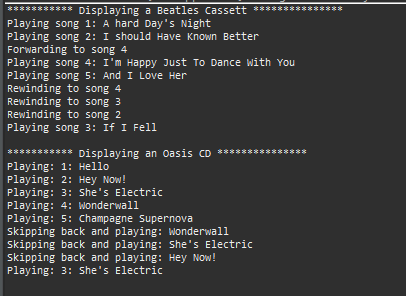 *********** Displaying a Beatles Cassett ***************
Playing song 1: A hard Day's Night
Playing song 2: I should Have Known Better
Forwarding to song 4
Playing song 4: I'm Happy Just To Dance With You
Playing song 5: And I Love Her
Rewinding to song 4
Rewinding to song 3
Rewinding to song 2
Playing song 3: If I Fell

*********** Displaying an Oasis CD ***************
Playing: 1: Hello
Playing: 2: Hey Now!
Playing: 3: She's Electric
Playing: 4: Wonderwall
Playing: 5: Champagne Supernova
Skipping back and playing: Wonderwall
Skipping back and playing: She's Electric
Skipping back and playing: Hey Now!
Playing: 3: She's Electric